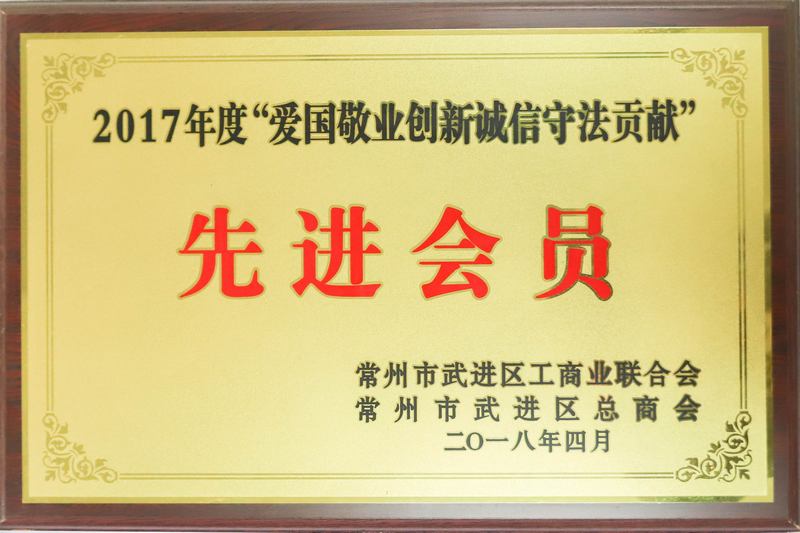 2017年度“爱国敬业创新诚信守法贡献”
先进会员
常州市武进区工商业联合会
常州市武进区总商会
二〇一八年四月